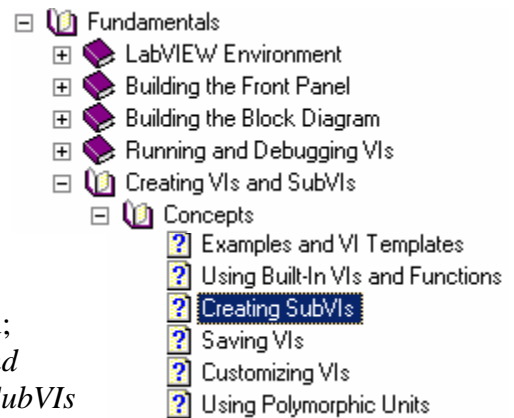 Fundamentals
LabVIEW Environment
Building the Front Panel
Building the Block Diagram
Running and Debugging VIs
Creating VIs and SubVIs
Concepts
Examples and VI Templates
Using Built-In VIs and Functions
Creating SubVIs
Saving VIs
Customizing VIs
Using Polymorphic Units
SubVIs